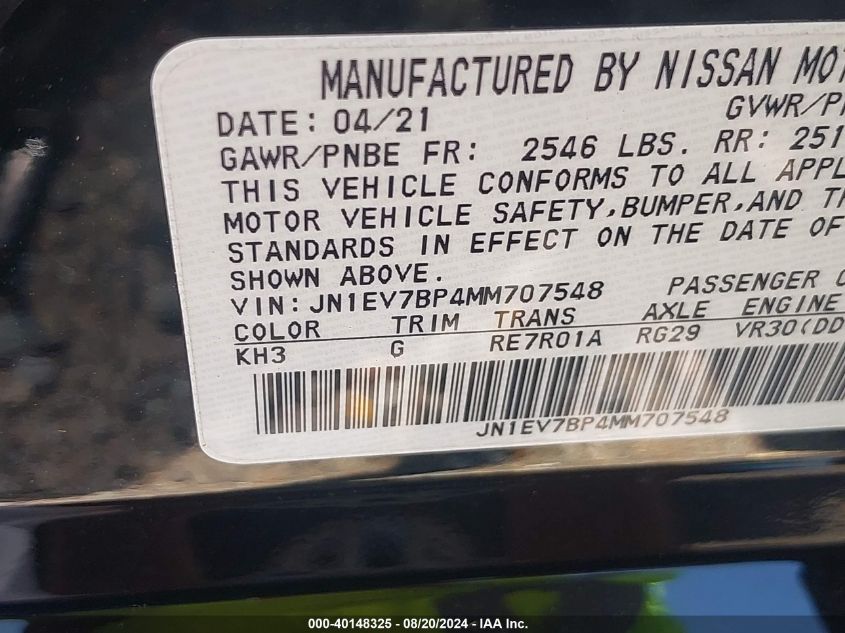 MANUFACTURED BY NISSAN MOT
DATE: 04/21 GVWR/P
GAWR/PNBE FR: 2546 LBS. RR: 251
THIS VEHICLE CONFORMS TO ALL APPL
MOTOR VEHICLE SAFETY,BUMPER,AND TH
STANDARDS IN EFFECT ON THE DATE OF
SHOWN ABOVE.
VIN: JN1EV7BP4MM707548 PASSENGER C
COLOR TRIM TRANS AXLE ENGINE
KH3 G RE7R01A RG29 VR30(DD
JN1EV7BP4MM707548
000-40148325 - 08/20/2024 - IAA Inc.